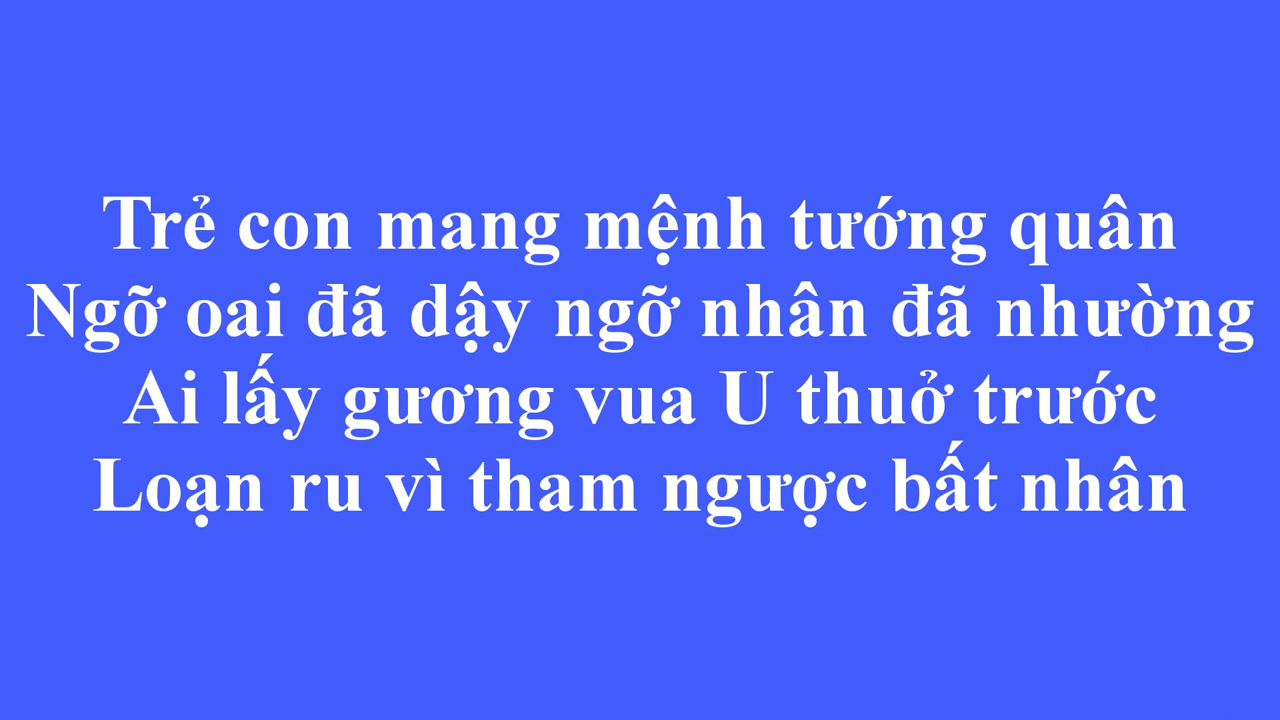 Trẻ con mang mệnh tướng quân
Ngỡ oai đã dậy ngỡ nhân đã nhường
Ai lấy gương vua U thuở trước
Loạn ru vì tham ngược bất nhân